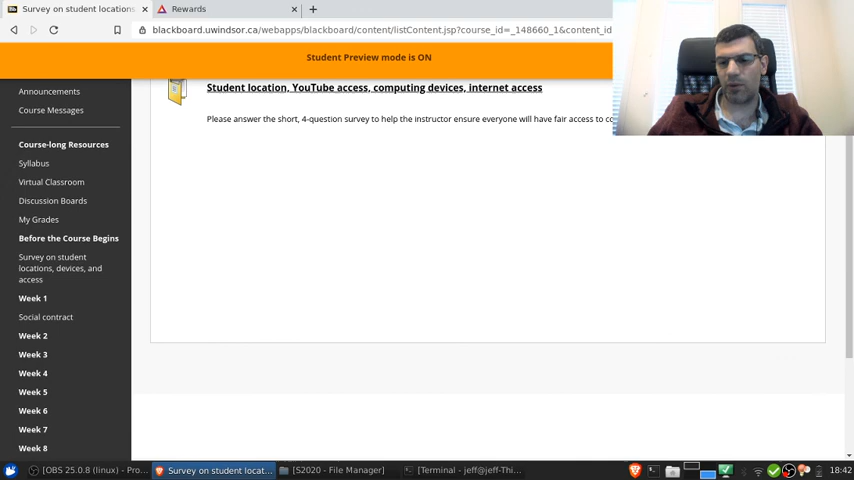 Survey on student locations
Rewards
blackboard.uwindsor.ca/webapps/blackboard/content/listContent.jsp?course_id=_148660_1&content_id
Student Preview mode is ON
Announcements
Course Messages
Course-long Resources
Syllabus
Virtual Classroom
Discussion Boards
My Grades
Before the Course Begins
Survey on student
locations, devices, and
access
Week 1
Social contract
Week 2
Week 3
Week 4
Week 5
Week 6
Week 7
Week 8
Student location, YouTube access, computing devices, internet access
Please answer the short, 4-question survey to help the instructor ensure everyone will have fair access to co
[OBS 25.0.8 (linux) - Pro...
Survey on student locat...
[S2020 - File Manager]
[Terminal - jeff@jeff-Thi...
18:42